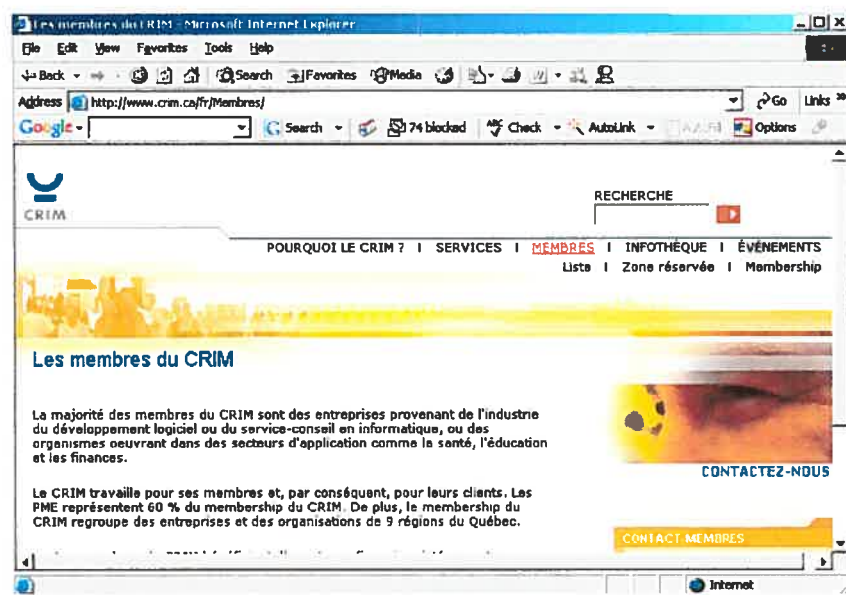 Les membres du CRIM - Microsoft Internet Explorer
File Edit View Favorites Tools Help
Back Search Favorites Media
Address http://www.crim.ca/fr/Membres/ Go Links »
Google Search 74 blocked Check AutoLink Options
CRIM
RECHERCHE
POURQUOI LE CRIM ? I SERVICES I MEMBRES I INFOTHÈQUE I ÉVÉNEMENTS
Liste I Zone réservée I Membership
Les membres du CRIM
La majorité des membres du CRIM sont des entreprises provenant de l'industrie
du développement logiciel ou du service-conseil en informatique, ou des
organismes oeuvrant dans des secteurs d'application comme la santé, l'éducation
et les finances.
CONTACTEZ-NOUS
Le CRIM travaille pour ses membres et, par conséquent, pour leurs clients. Les
PME représentent 60 % du membership du CRIM. De plus, le membership du
CRIM regroupe des entreprises et des organisations de 9 régions du Québec.
CONTACT MEMBRES
Internet